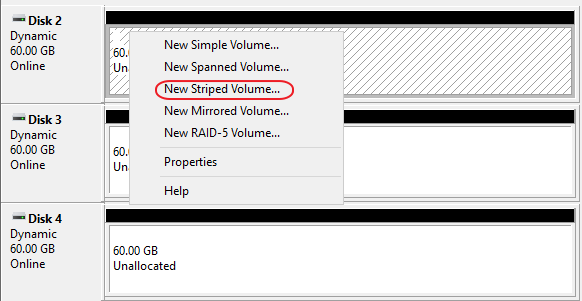 Disk 2
Dynamic
60.00 GB
Online
60.
Una
New Simple Volume...
New Spanned Volume...
New Striped Volume...
New Mirrored Volume...
New RAID-5 Volume...
Properties
Help
Disk 3
Dynamic
60.00 GB
Online
60.
Una
Disk 4
Dynamic
60.00 GB
Online
60.00 GB
Unallocated